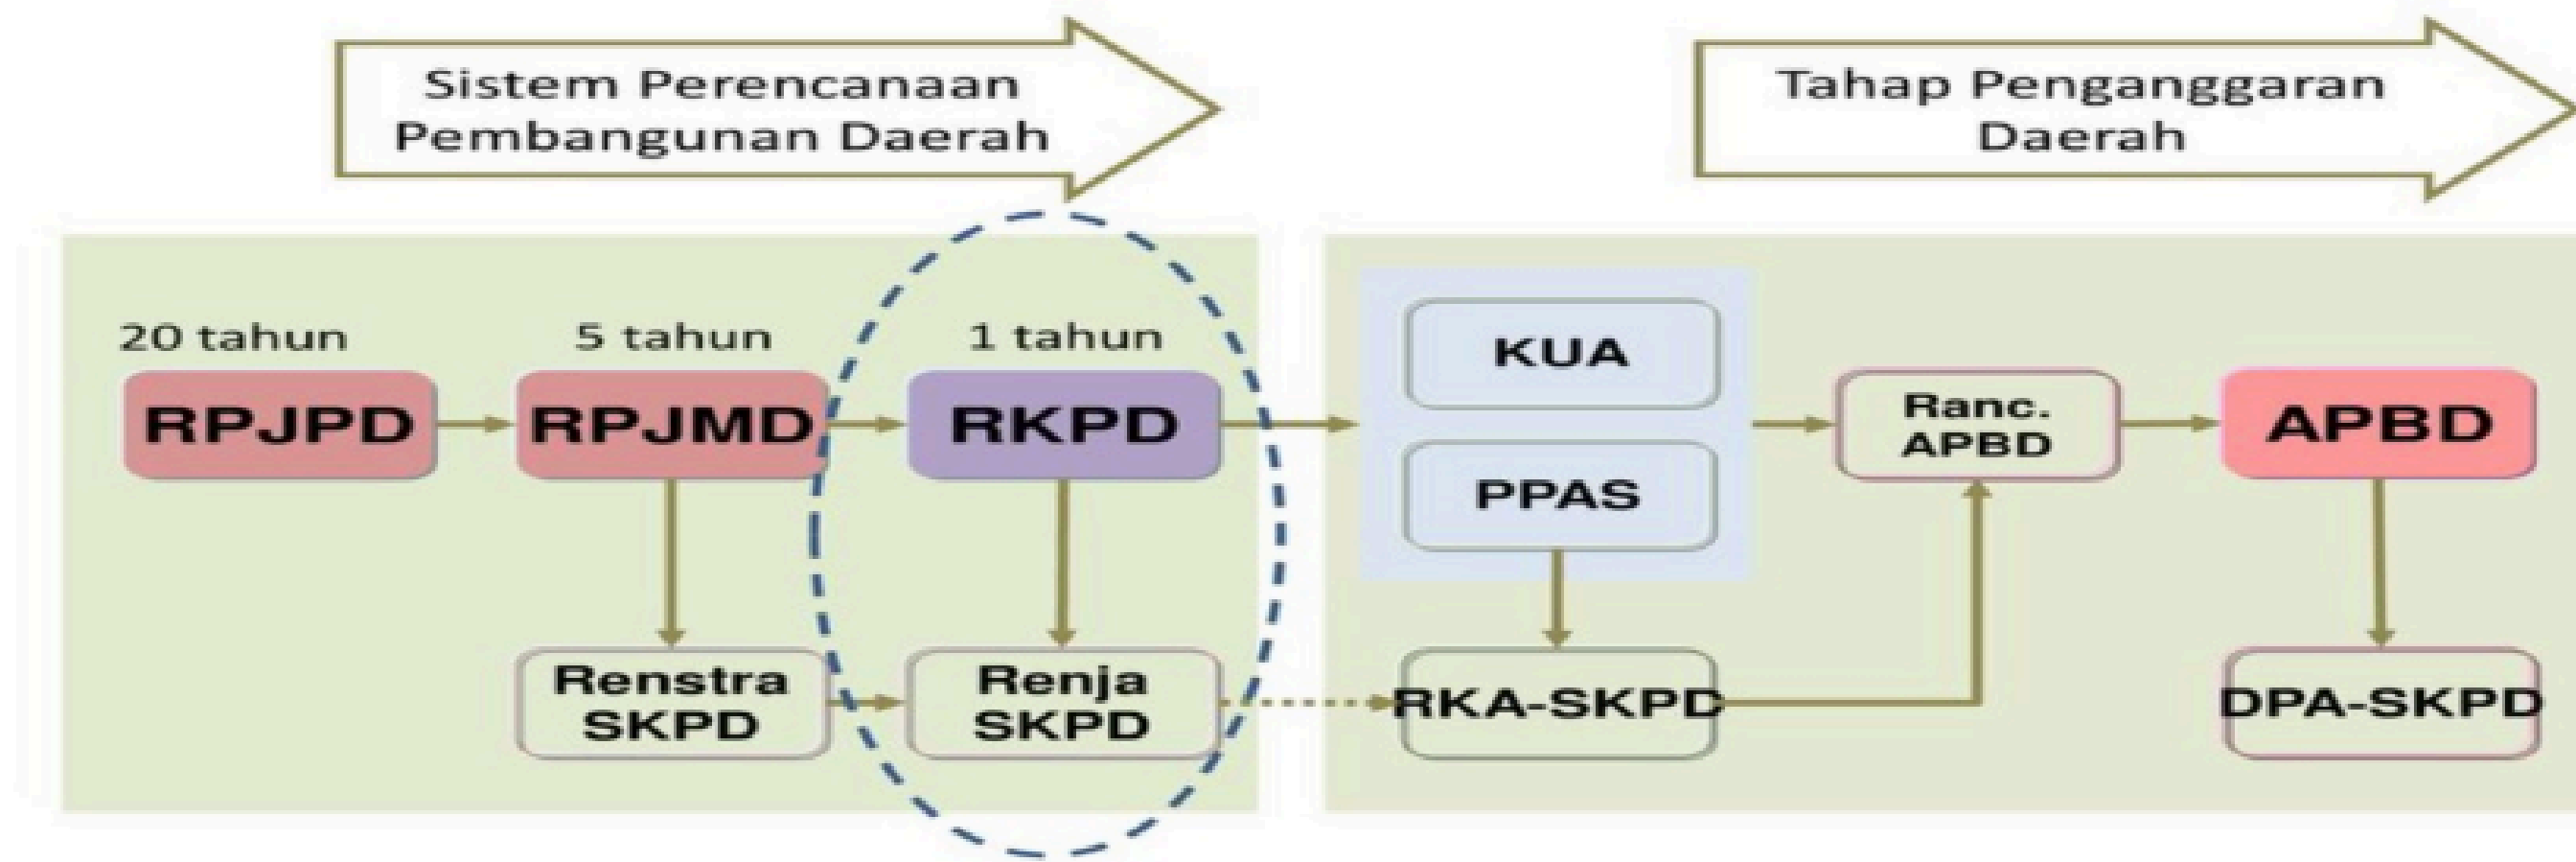 Sistem Perencanaan
Pembangunan Daerah
Tahap Penganggaran
Daerah
20 tahun
5 tahun
1 tahun
RPJPD
RPJMD
RKPD
KUA
PPAS
Ranc.
APBD
APBD
Renstra
SKPD
Renja
SKPD
RKA-SKPD
DPA-SKPD